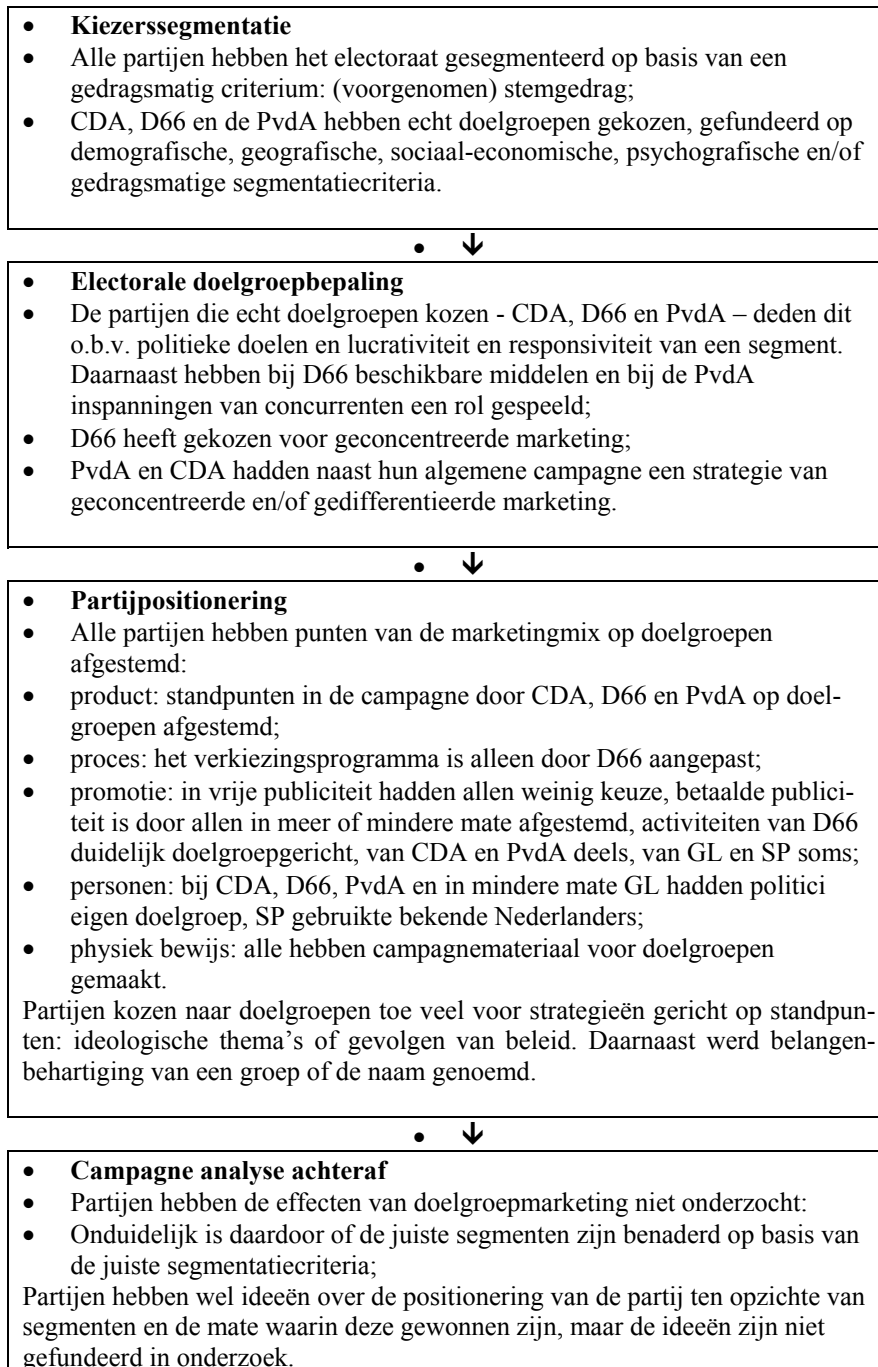 • Kiezerssegmentatie
• Alle partijen hebben het electoraat gesegmenteerd op basis van een
gedragsmatig criterium: (voorgenomen) stemgedrag;
• CDA, D66 en de PvdA hebben echt doelgroepen gekozen, gefundeerd op
demografische, geografische, sociaal-economische, psychografische en/of
gedragsmatige segmentatiecriteria.
• ↓
• Electorale doelgroepbepaling
• De partijen die echt doelgroepen kozen - CDA, D66 en PvdA – deden dit
o.b.v. politieke doelen en lucrativiteit en responsiviteit van een segment.
Daarnaast hebben bij D66 beschikbare middelen en bij de PvdA
inspanningen van concurrenten een rol gespeeld;
• D66 heeft gekozen voor geconcentreerde marketing;
• PvdA en CDA hadden naast hun algemene campagne een strategie van
geconcentreerde en/of gedifferentieerde marketing.
• ↓
• Partijpositionering
• Alle partijen hebben punten van de marketingmix op doelgroepen
afgestemd:
• product: standpunten in de campagne door CDA, D66 en PvdA op doel-
groepen afgestemd;
• proces: het verkiezingsprogramma is alleen door D66 aangepast;
• promotie: in vrije publiciteit hadden allen weinig keuze, betaalde publici-
teit is door allen in meer of mindere mate afgestemd, activiteiten van D66
duidelijk doelgroepgericht, van CDA en PvdA deels, van GL en SP soms;
• personen: bij CDA, D66, PvdA en in mindere mate GL hadden politici
eigen doelgroep, SP gebruikte bekende Nederlanders;
• physiek bewijs: alle hebben campagnemateriaal voor doelgroepen
gemaakt.
Partijen kozen naar doelgroepen toe veel voor strategieën gericht op standpun-
ten: ideologische thema’s of gevolgen van beleid. Daarnaast werd belangen-
behartiging van een groep of de naam genoemd.
• ↓
• Campagne analyse achteraf
• Partijen hebben de effecten van doelgroepmarketing niet onderzocht:
• Onduidelijk is daardoor of de juiste segmenten zijn benaderd op basis van
de juiste segmentatiecriteria;
Partijen hebben wel ideeën over de positionering van de partij ten opzichte van
segmenten en de mate waarin deze gewonnen zijn, maar de ideeën zijn niet
gefundeerd in onderzoek.